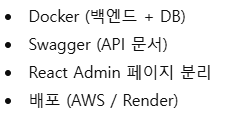 • Docker (백엔드 + DB)
• Swagger (API 문서)
• React Admin 페이지 분리
• 배포 (AWS / Render)